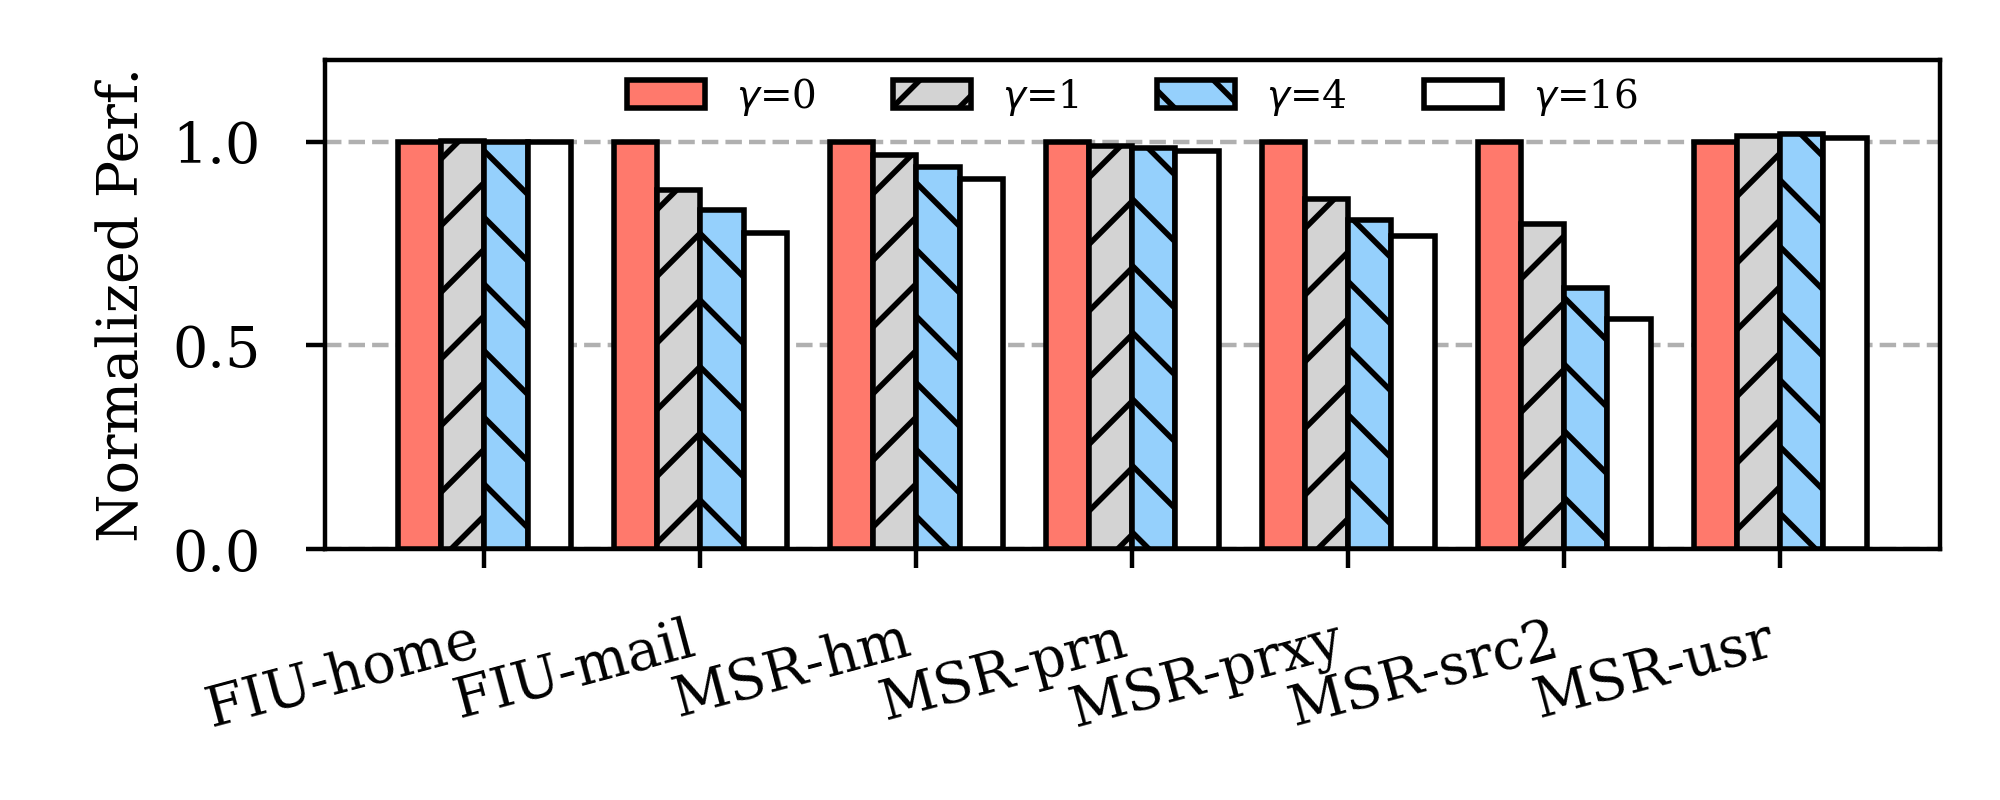 γ=0 γ=1 γ=4 γ=16
Normalized Perf.
1.0
0.5
0.0
FIU-home
FIU-mail
MSR-hm
MSR-prn
MSR-prxy
MSR-src2
MSR-usr